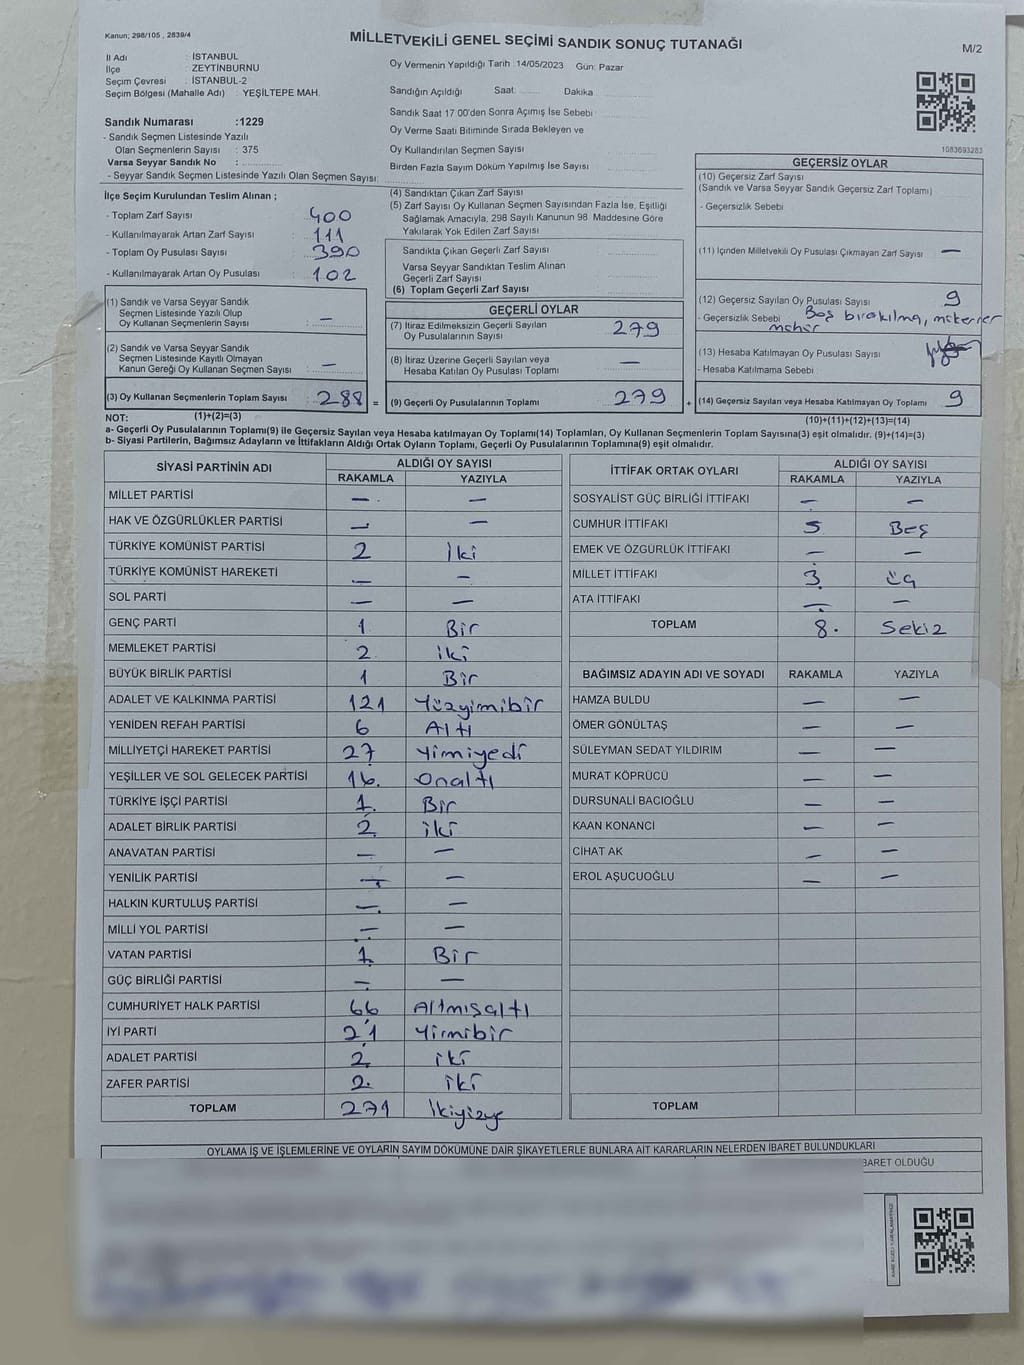 Kanun; 298/105 , 2839/4
MİLLETVEKİLİ GENEL SEÇİMİ SANDIK SONUÇ TUTANAĞI
M/2
İl Adı : İSTANBUL
İlçe : ZEYTİNBURNU
Seçim Çevresi : İSTANBUL-2
Seçim Bölgesi (Mahalle Adı) : YEŞİLTEPE MAH.
Sandık Numarası :1229
- Sandık Seçmen Listesinde Yazılı
Olan Seçmenlerin Sayısı : 375
Varsa Seyyar Sandık No :
- Seyyar Sandık Seçmen Listesinde Yazılı Olan Seçmen Sayısı:
Oy Vermenin Yapıldığı Tarih :14/05/2023 Gün: Pazar
Sandığın Açıldığı Saat: Dakika
Sandık Saat 17:00'den Sonra Açımış İse Sebebi
Oy Verme Saati Bitiminde Sırada Bekleyen ve
Oy Kullandırılan Seçmen Sayısı
Birden Fazla Sayım Döküm Yapılmış İse Sayısı
1083693283
İlçe Seçim Kurulundan Teslim Alınan ;
- Toplam Zarf Sayısı : 400
- Kullanılmayarak Artan Zarf Sayısı : 111
- Toplam Oy Pusulası Sayısı : 390
- Kullanılmayarak Artan Oy Pusulası : 102
(4) Sandıktan Çıkan Zarf Sayısı
(5) Zarf Sayısı Oy Kullanan Seçmen Sayısından Fazla İse, Eşitliği
Sağlamak Amacıyla, 298 Sayılı Kanunun 98 Maddesine Göre
Yakılarak Yok Edilen Zarf Sayısı
Sandıkta Çıkan Geçerli Zarf Sayısı
Varsa Seyyar Sandıktan Teslim Alınan
Geçerli Zarf Sayısı
(6) Toplam Geçerli Zarf Sayısı
GEÇERSİZ OYLAR
(10) Geçersiz Zarf Sayısı
(Sandık ve Varsa Seyyar Sandık Geçersiz Zarf Toplamı)
- Geçersizlik Sebebi
(11) İçinden Milletvekili Oy Pusulası Çıkmayan Zarf Sayısı —
(12) Geçersiz Sayılan Oy Pusulası Sayısı 9
- Geçersizlik Sebebi Boş bırakılma, mükerrer
mühür
(13) Hesaba Katılmayan Oy Pusulası Sayısı
- Hesaba Katılmama Sebebi
(14) Geçersiz Sayılan veya Hesaba Katılmayan Oy Toplamı 9
(1) Sandık ve Varsa Seyyar Sandık
Seçmen Listesinde Yazılı Olup
Oy Kullanan Seçmenlerin Sayısı : —
(2) Sandık ve Varsa Seyyar Sandık
Seçmen Listesinde Kayıtlı Olmayan
Kanun Gereği Oy Kullanan Seçmen Sayısı : —
(3) Oy Kullanan Seçmenlerin Toplam Sayısı : 288 =
GEÇERLİ OYLAR
(7) İtiraz Edilmeksizin Geçerli Sayılan
Oy Pusulalarının Sayısı 279
(8) İtiraz Üzerine Geçerli Sayılan veya
Hesaba Katılan Oy Pusulası Toplamı —
(9) Geçerli Oy Pusulalarının Toplamı 279 +
NOT: (1)+(2)=(3)
(10)+(11)+(12)+(13)=(14)
a- Geçerli Oy Pusulalarının Toplamı(9) ile Geçersiz Sayılan veya Hesaba katılmayan Oy Toplamı(14) Toplamları, Oy Kullanan Seçmenlerin Toplam Sayısına(3) eşit olmalıdır. (9)+(14)=(3)
b- Siyasi Partilerin, Bağımsız Adayların ve İttifakların Aldığı Ortak Oyların Toplamı, Geçerli Oy Pusulalarının Toplamına(9) eşit olmalıdır.
SİYASİ PARTİNİN ADI ALDIĞI OY SAYISI
RAKAMLA YAZIYLA
MİLLET PARTİSİ — —
HAK VE ÖZGÜRLÜKLER PARTİSİ — —
TÜRKİYE KOMÜNİST PARTİSİ 2 İki
TÜRKİYE KOMÜNİST HAREKETİ — —
SOL PARTİ — —
GENÇ PARTİ 1 Bir
MEMLEKET PARTİSİ 2 iki
BÜYÜK BİRLİK PARTİSİ 1 Bir
ADALET VE KALKINMA PARTİSİ 121 Yüzyimibir
YENİDEN REFAH PARTİSİ 6 Altı
MİLLİYETÇİ HAREKET PARTİSİ 27 Yimiyedi
YEŞİLLER VE SOL GELECEK PARTİSİ 16. Onaltı
TÜRKİYE İŞÇİ PARTİSİ 1. Bir
ADALET BİRLİK PARTİSİ 2 iki
ANAVATAN PARTİSİ — —
YENİLİK PARTİSİ — —
HALKIN KURTULUŞ PARTİSİ — —
MİLLİ YOL PARTİSİ — —
VATAN PARTİSİ 1 Bir
GÜÇ BİRLİĞİ PARTİSİ — —
CUMHURİYET HALK PARTİSİ 66 Altmışaltı
İYİ PARTİ 21 Yirmibir
ADALET PARTİSİ 2 iki
ZAFER PARTİSİ 2. iki
TOPLAM 271
İTTİFAK ORTAK OYLARI ALDIĞI OY SAYISI
RAKAMLA YAZIYLA
SOSYALİST GÜÇ BİRLİĞİ İTTİFAKI — —
CUMHUR İTTİFAKI 5 Beş
EMEK VE ÖZGÜRLÜK İTTİFAKI — —
MİLLET İTTİFAKI 3 üç
ATA İTTİFAKI — —
TOPLAM 8. Sekiz
BAĞIMSIZ ADAYIN ADI VE SOYADI RAKAMLA YAZIYLA
HAMZA BULDU — —
ÖMER GÖNÜLTAŞ — —
SÜLEYMAN SEDAT YILDIRIM — —
MURAT KÖPRÜCÜ — —
DURSUNALİ BACIOĞLU — —
KAAN KONANCİ — —
CİHAT AK — —
EROL AŞUCUOĞLU — —
TOPLAM
OYLAMA İŞ VE İŞLEMLERİNE VE OYLARIN SAYIM DÖKÜMÜNE DAİR ŞİKAYETLERLE BUNLARA AİT KARARLARIN NELERDEN İBARET BULUNDUKLARI
BARET OLDUĞU